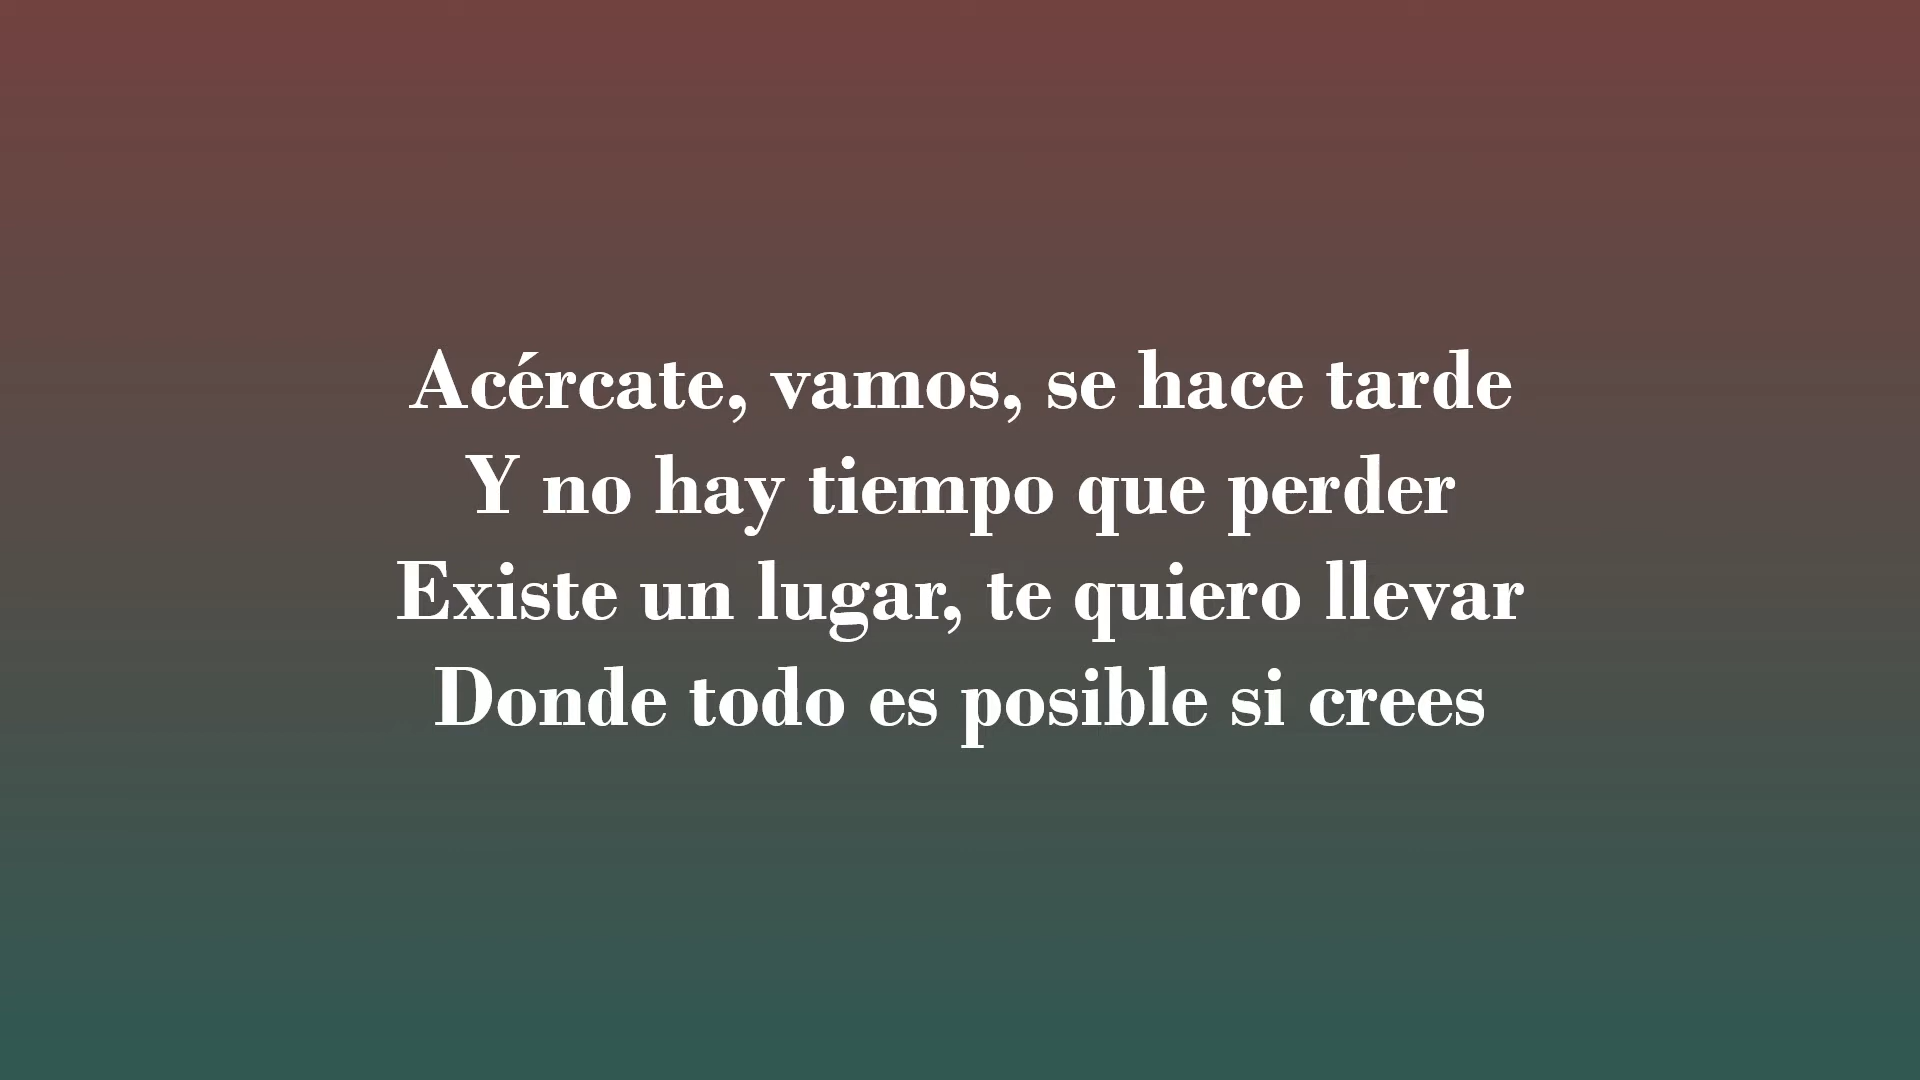 Acércate, vamos, se hace tarde
Y no hay tiempo que perder
Existe un lugar, te quiero llevar
Donde todo es posible si crees